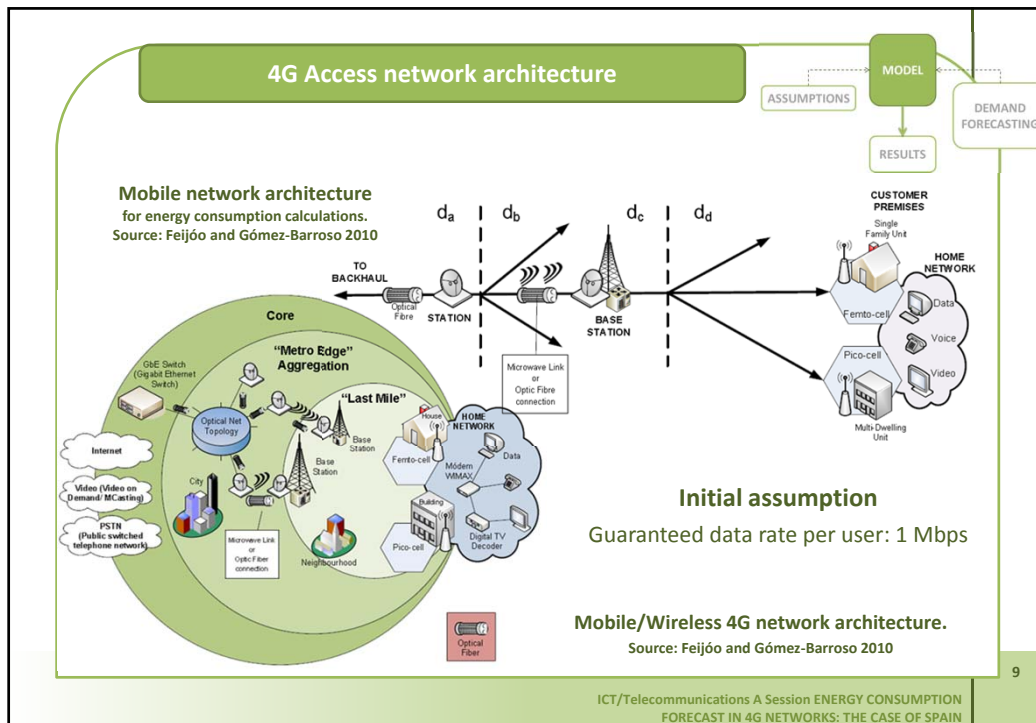 4G Access network architecture
MODEL
ASSUMPTIONS
DEMAND
FORECASTING
RESULTS
Mobile network architecture
for energy consumption calculations.
Source: Feijóo and Gómez-Barroso 2010
d_a
d_b
d_c
d_d
CUSTOMER
PREMISES
Single
Family Unit
HOME
NETWORK
TO
BACKHAUL
Optical
Fibre
STATION
BASE
STATION
Femto-cell
Data
Voice
Pico-cell
Video
Multi-Dwelling
Unit
Microwave Link
or
Optic Fibre
connection
Core
"Metro Edge"
Aggregation
GbE Switch
(Gigabit Ethernet
Switch)
"Last Mile"
Optical Net
Topology
House
HOME
NETWORK
Base
Station
Base
Station
Femto-cell
Data
Módem
WIMAX
Internet
Video (Video on
Demand/ MCasting)
PSTN
(Public switched
telephone network)
City
Building
Digital TV
Decoder
Pico-cell
Neighbourhood
Microwave Link
or
Optic Fiber
connection
Optical
Fiber
Initial assumption
Guaranteed data rate per user: 1 Mbps
Mobile/Wireless 4G network architecture.
Source: Feijóo and Gómez-Barroso 2010
9
ICT/Telecommunications A Session ENERGY CONSUMPTION
FORECAST IN 4G NETWORKS: THE CASE OF SPAIN